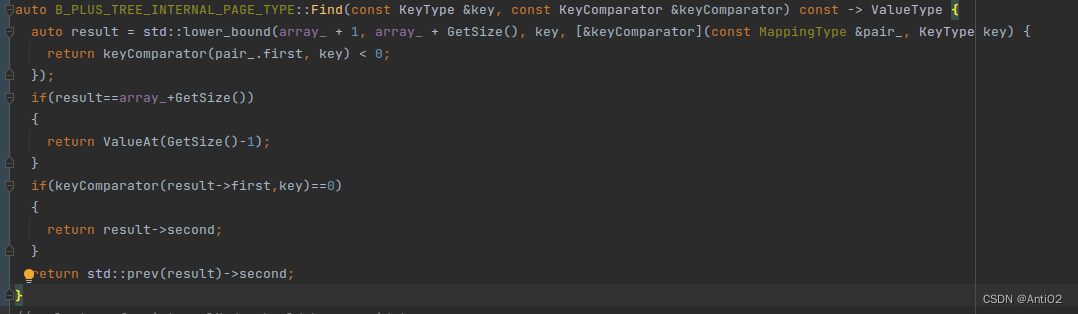 auto B_PLUS_TREE_INTERNAL_PAGE_TYPE::Find(const KeyType &key, const KeyComparator &keyComparator) const -> ValueType {
  auto result = std::lower_bound(array_ + 1, array_ + GetSize(), key, [&keyComparator](const MappingType &pair_, KeyType key) {
    return keyComparator(pair_.first, key) < 0;
  });
  if(result==array_+GetSize())
  {
    return ValueAt(GetSize()-1);
  }
  if(keyComparator(result->first,key)==0)
  {
    return result->second;
  }
  return std::prev(result)->second;
}
CSDN @AntiO2